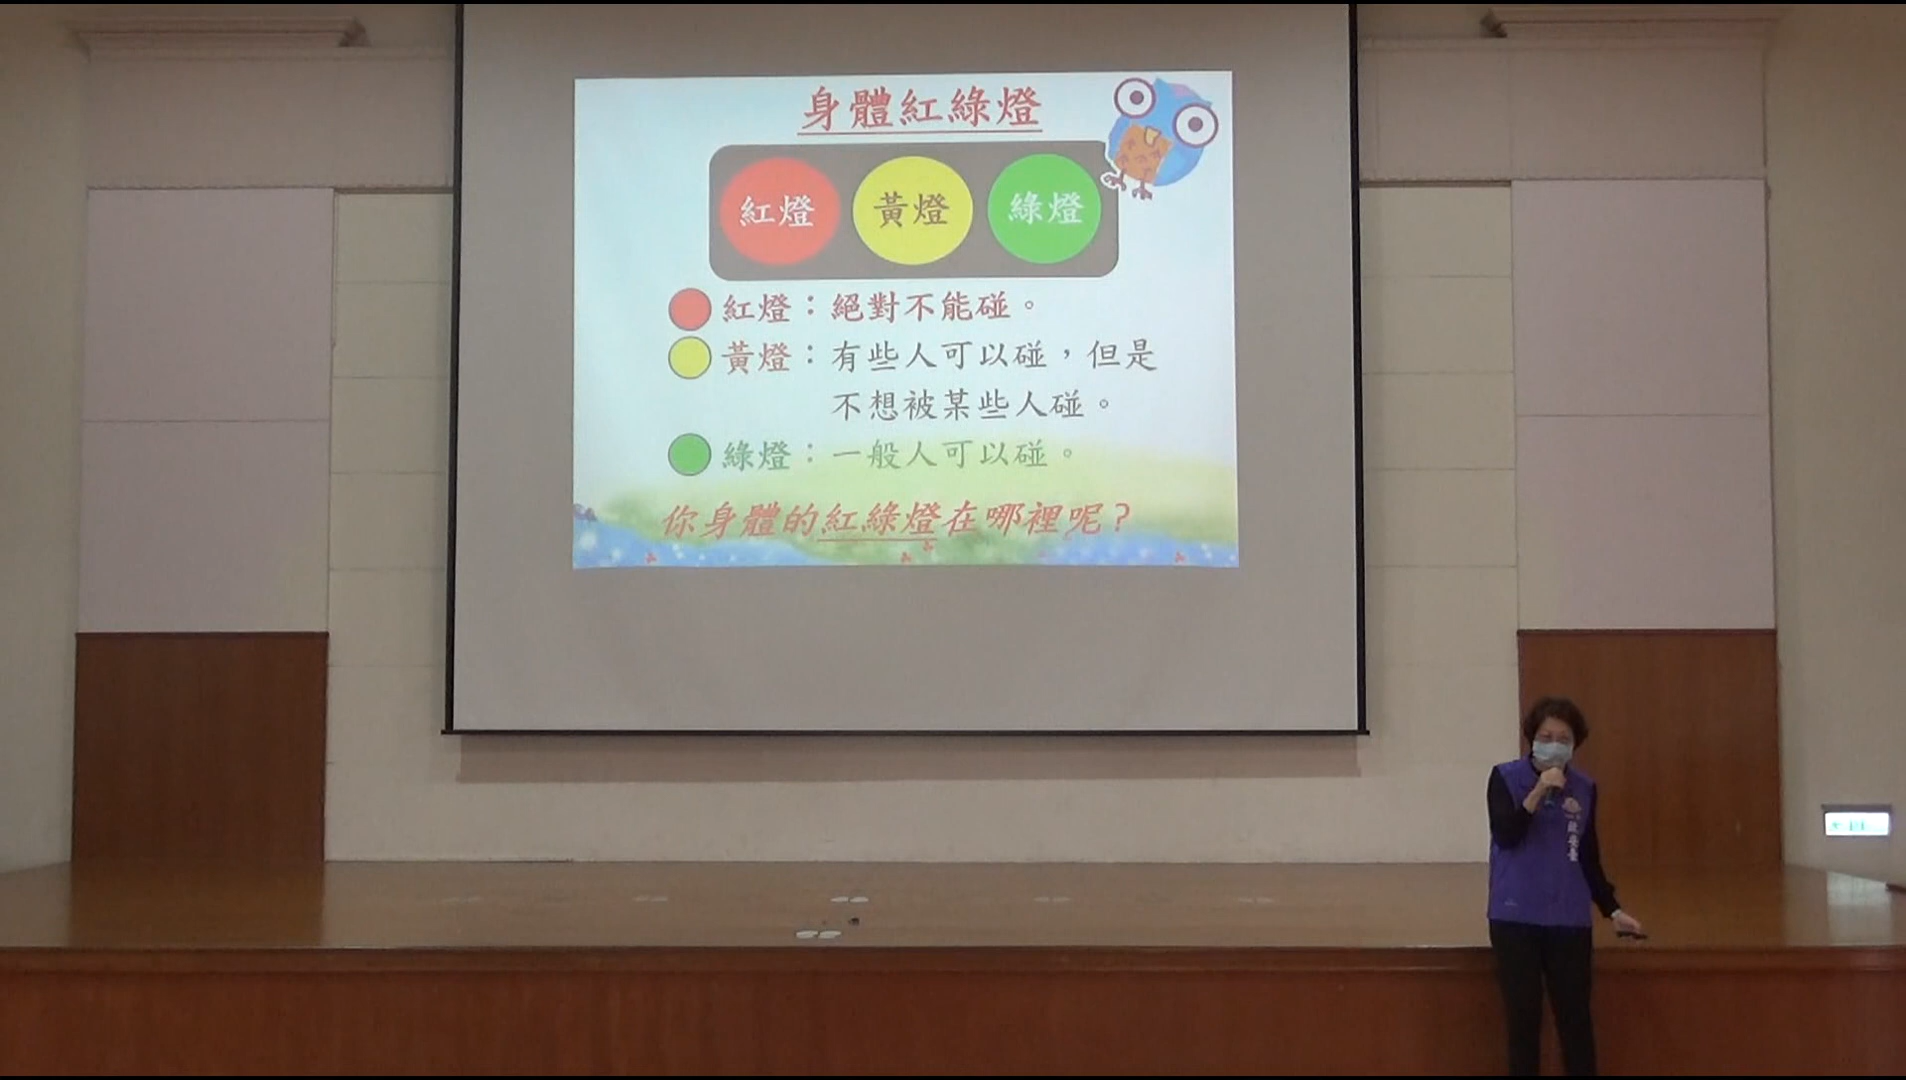 身體紅綠燈
紅燈 黃燈 綠燈
紅燈：絕對不能碰。
黃燈：有些人可以碰，但是
不想被某些人碰。
綠燈：一般人可以碰。
你身體的紅綠燈在哪裡呢？